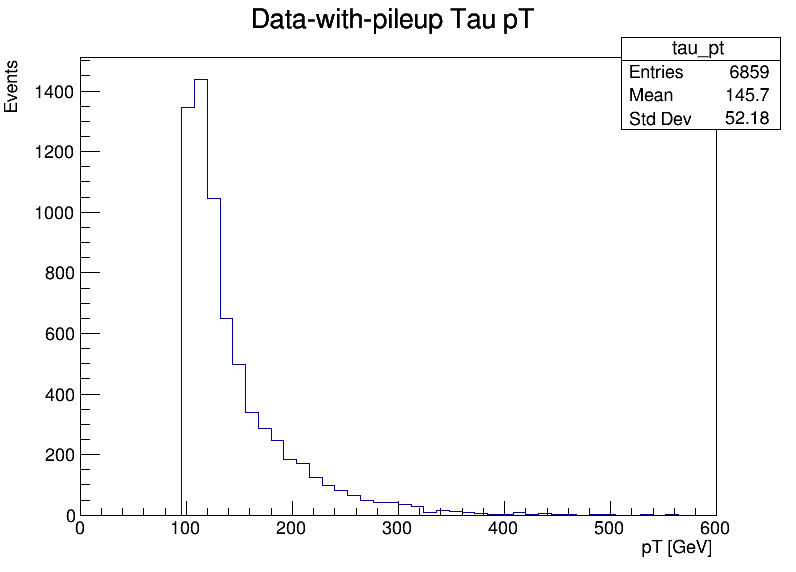 Data-with-pileup Tau pT
tau_pt
Entries 6859
Mean 145.7
Std Dev 52.18
Events
1400
1200
1000
800
600
400
200
0
0 100 200 300 400 500 600
pT [GeV]